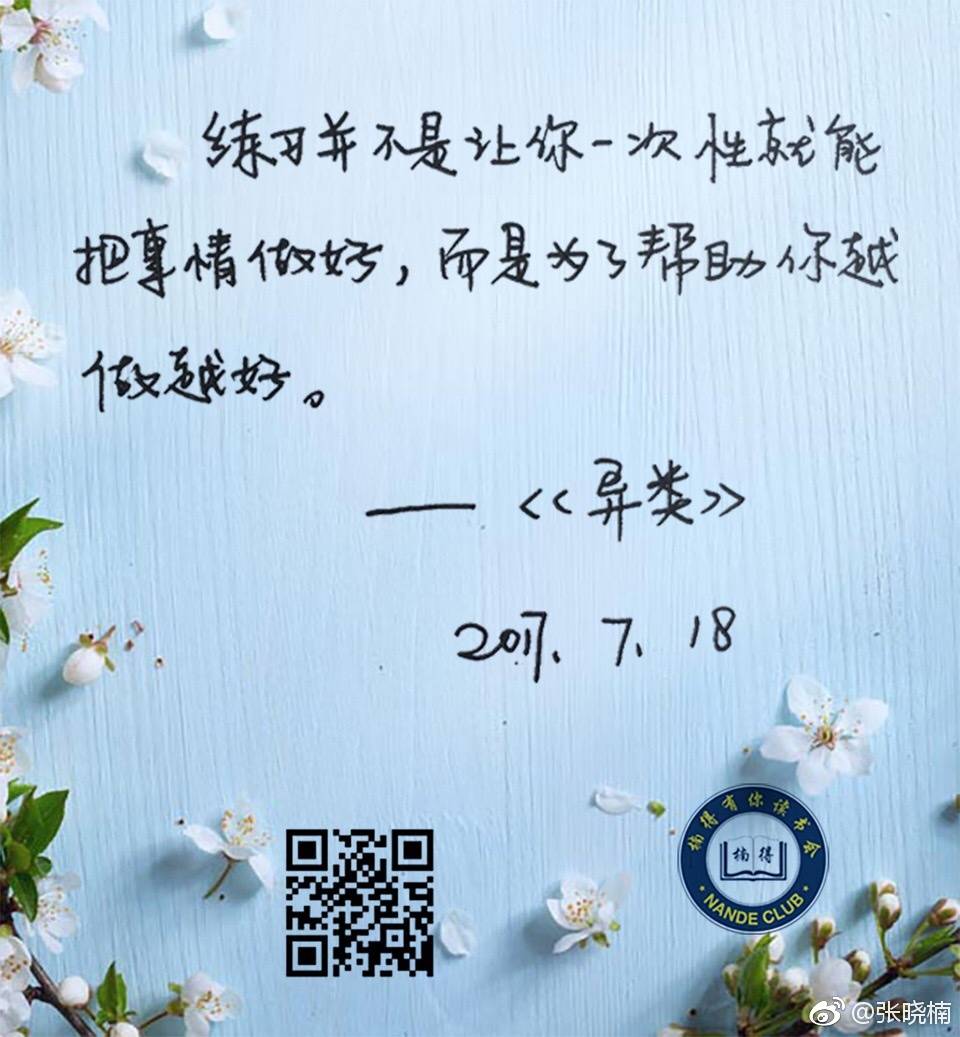 练习并不是让你一次性就能
把事情做好，而是为了帮助你越
做越好。
——《异类》
2017.7.18
楠得有你读书会
楠得
NANDE CLUB
@张晓楠